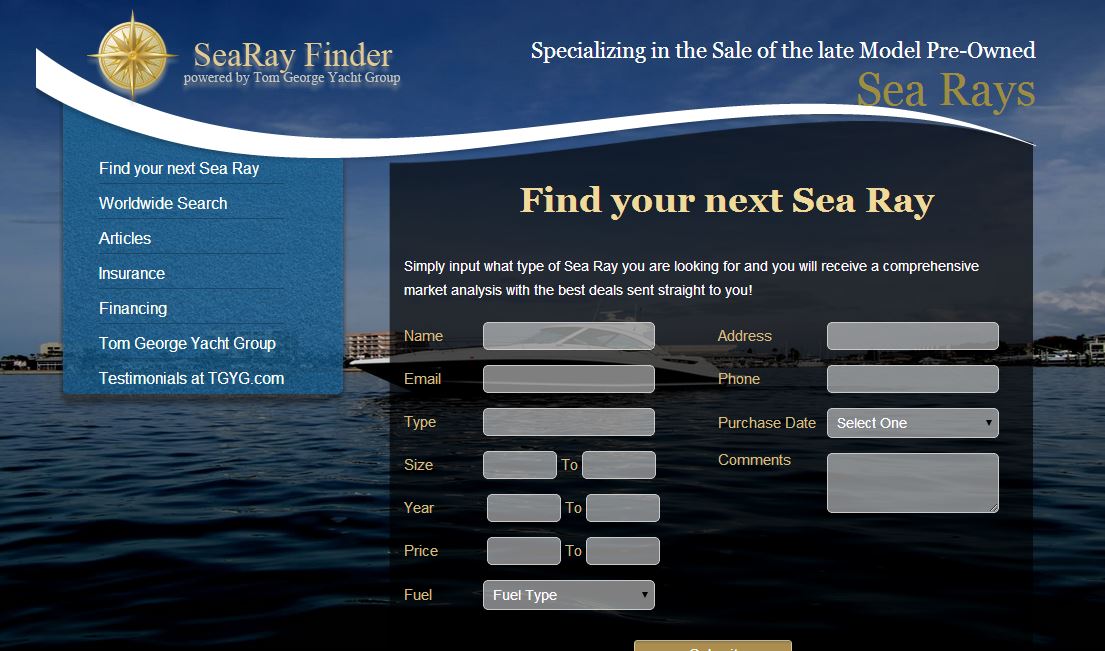 SearRay Finder
powered by Tom George Yacht Group
Specializing in the Sale of the late Model Pre-Owned
Sea Rays
Find your next Sea Ray
Worldwide Search
Articles
Insurance
Financing
Tom George Yacht Group
Testimonials at TGYG.com
Find your next Sea Ray
Simply input what type of Sea Ray you are looking for and you will receive a comprehensive
market analysis with the best deals sent straight to you!
Name
Address
Email
Phone
Type
Purchase Date Select One
Size To
Comments
Year To
Price To
Fuel Fuel Type
Submit